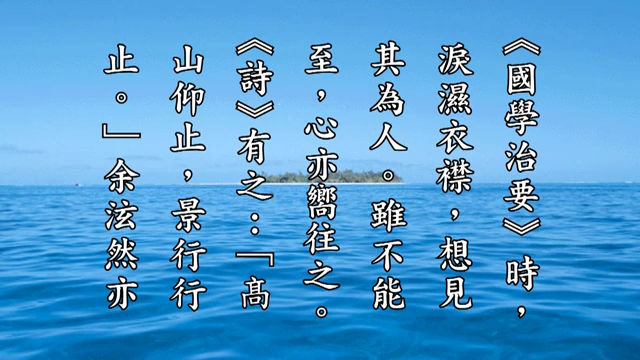 《國學治要》時，
淚濕衣襟，想見
其為人。雖不能
至，心亦嚮往之。
《詩》有之：「高
山仰止，景行行
止。」余泫然亦